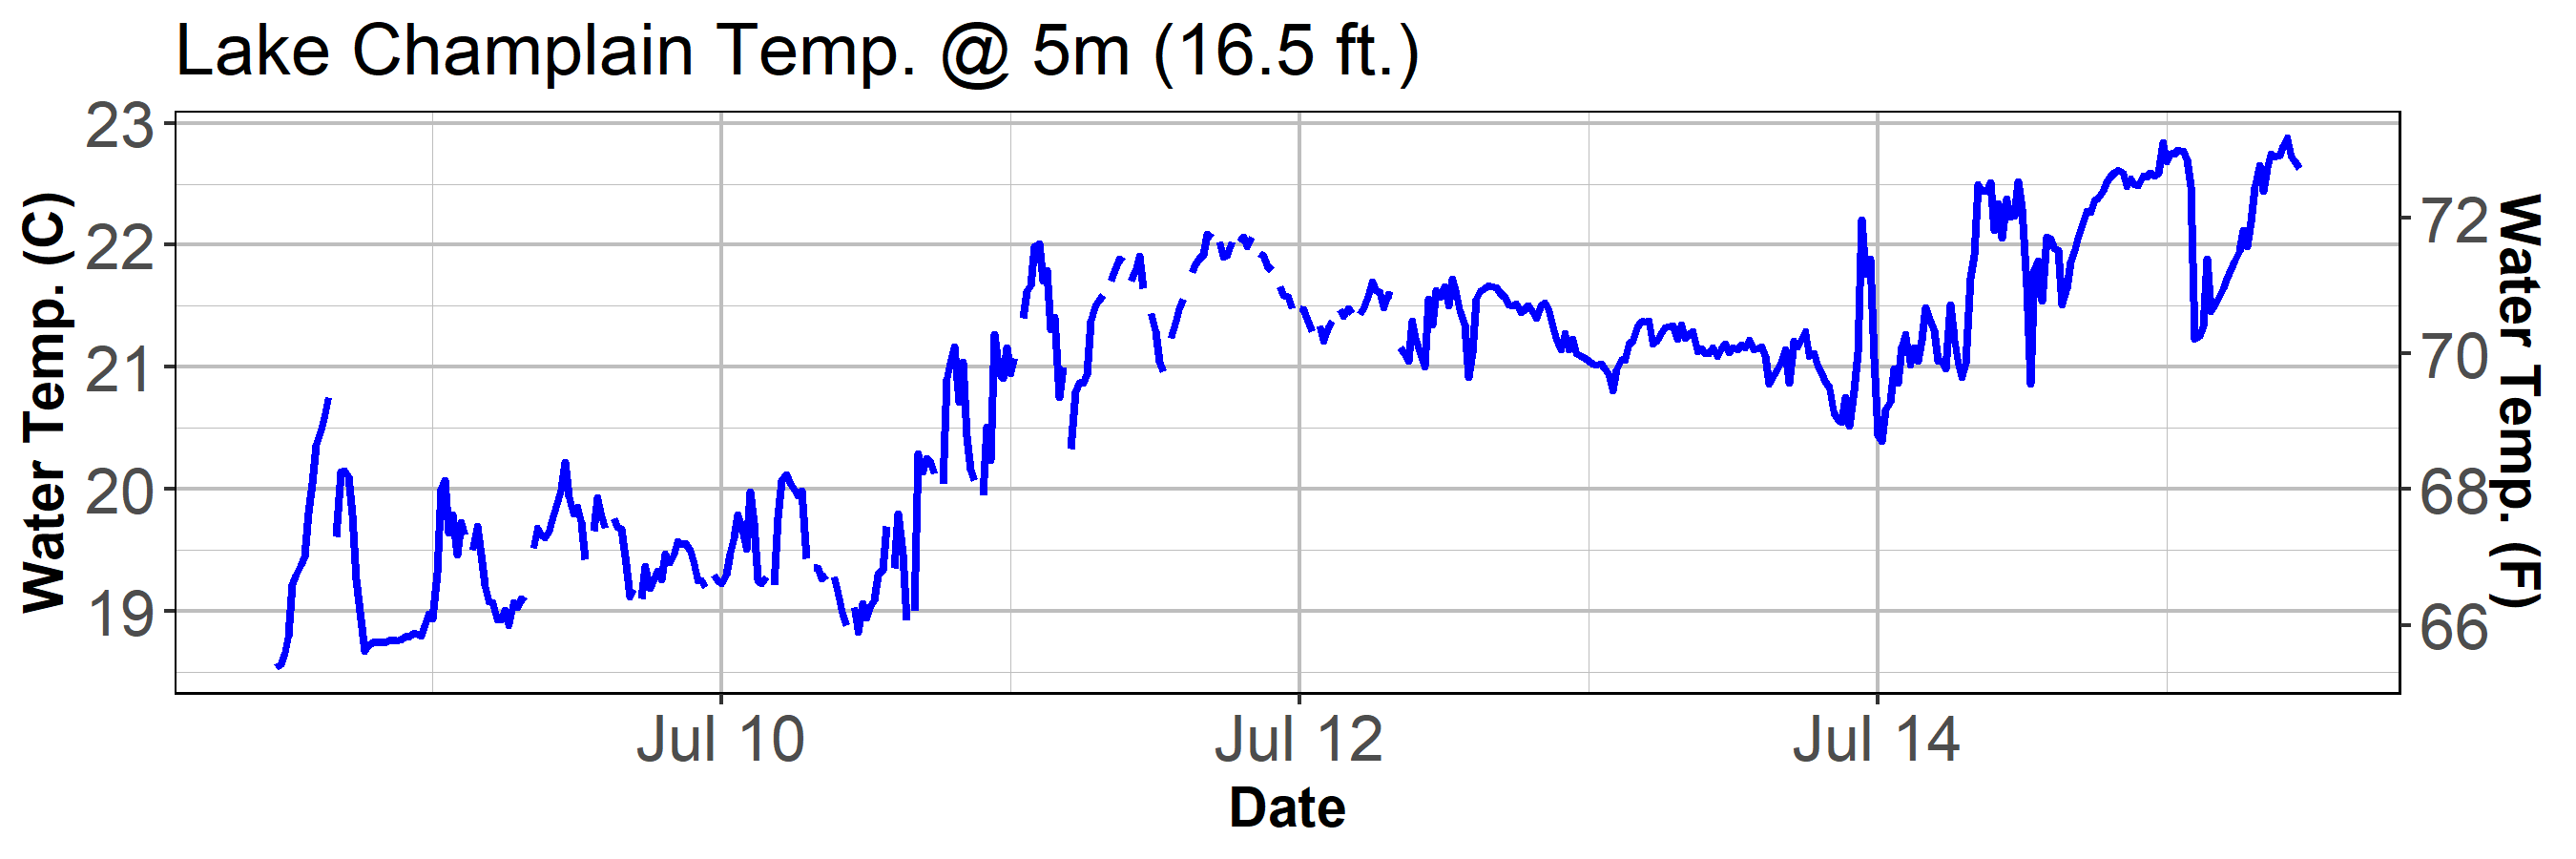 Lake Champlain Temp. @ 5m (16.5 ft.)
Water Temp. (C)
23
22
21
20
19
72
70
68
66
Water Temp. (F)
Jul 10
Jul 12
Jul 14
Date